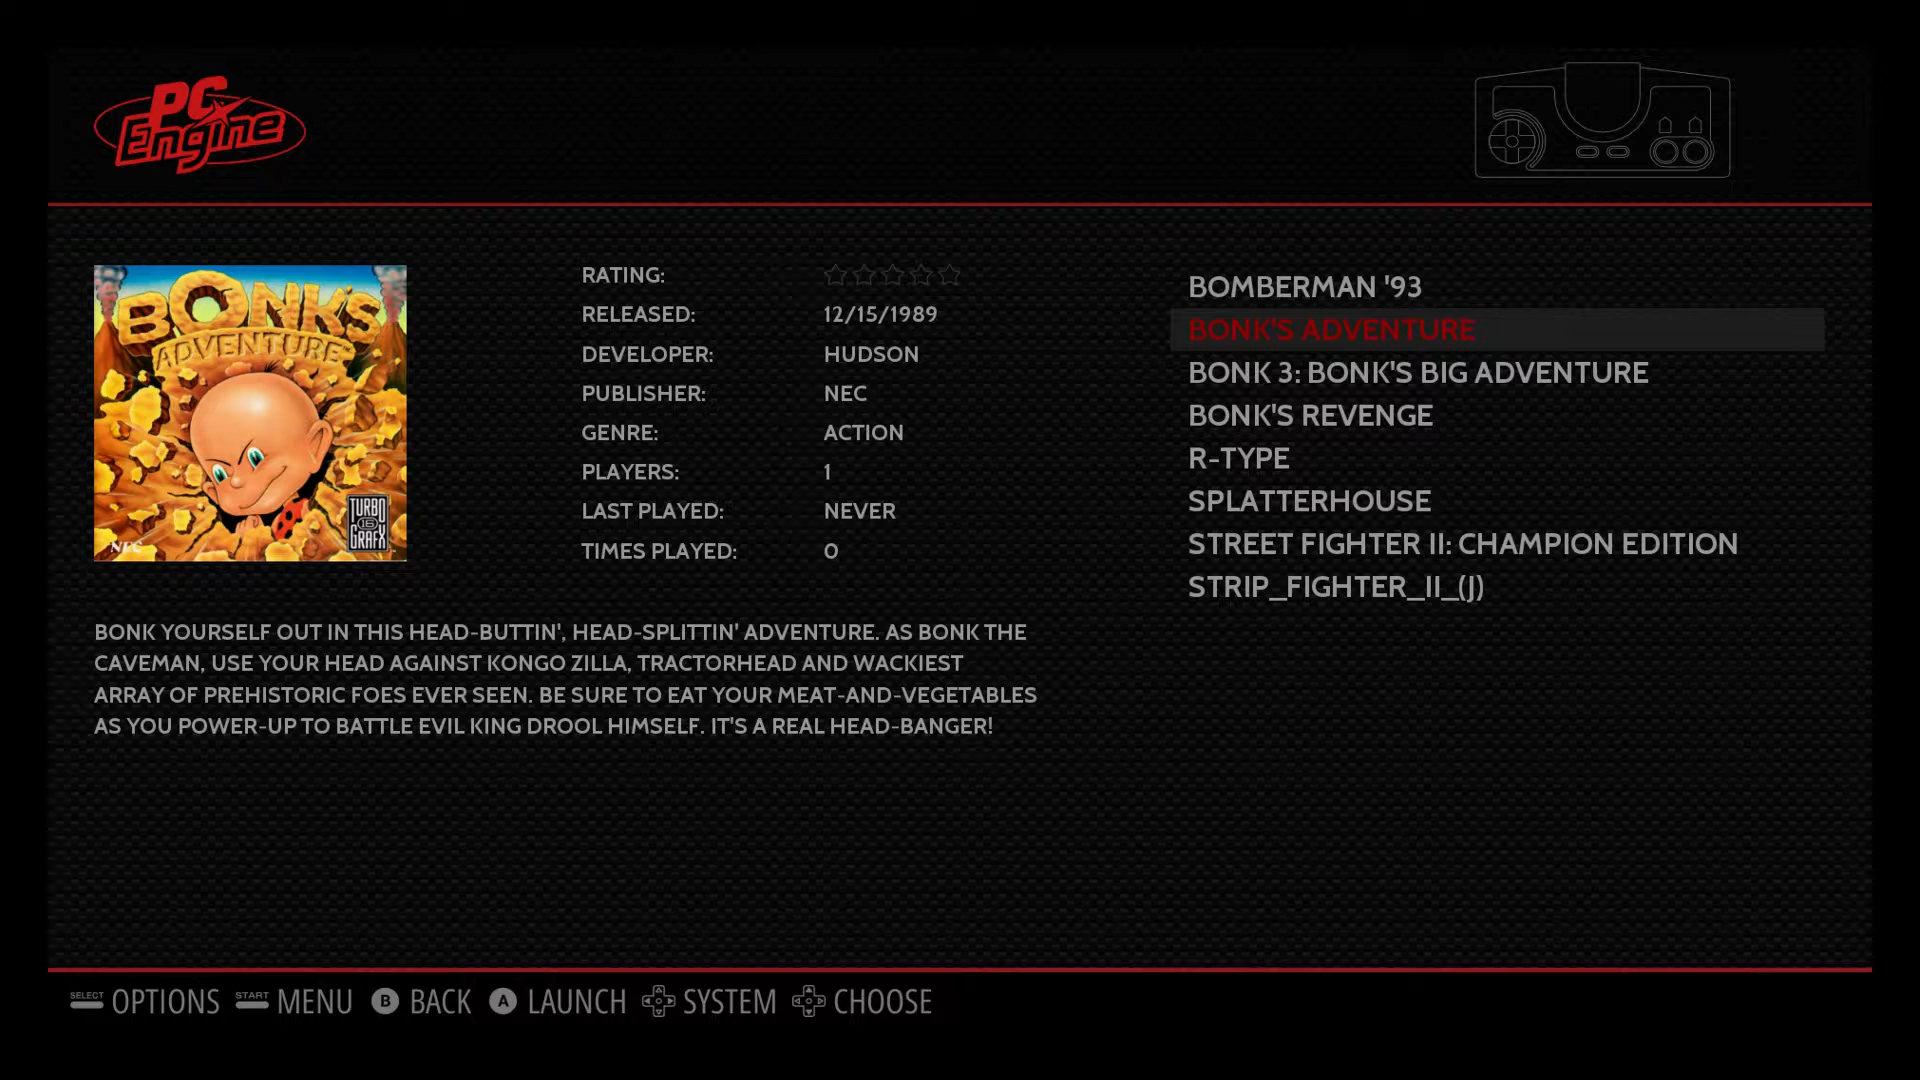 PC
Engine
BONK'S
ADVENTURE
TURBO
16
GRAFX
NEC
RATING:
RELEASED: 12/15/1989
DEVELOPER: HUDSON
PUBLISHER: NEC
GENRE: ACTION
PLAYERS: 1
LAST PLAYED: NEVER
TIMES PLAYED: 0
BONK YOURSELF OUT IN THIS HEAD-BUTTIN', HEAD-SPLITTIN' ADVENTURE. AS BONK THE
CAVEMAN, USE YOUR HEAD AGAINST KONGO ZILLA, TRACTORHEAD AND WACKIEST
ARRAY OF PREHISTORIC FOES EVER SEEN. BE SURE TO EAT YOUR MEAT-AND-VEGETABLES
AS YOU POWER-UP TO BATTLE EVIL KING DROOL HIMSELF. IT'S A REAL HEAD-BANGER!
BOMBERMAN '93
BONK'S ADVENTURE
BONK 3: BONK'S BIG ADVENTURE
BONK'S REVENGE
R-TYPE
SPLATTERHOUSE
STREET FIGHTER II: CHAMPION EDITION
STRIP_FIGHTER_II_(J)
SELECT OPTIONS START MENU B BACK A LAUNCH SYSTEM CHOOSE